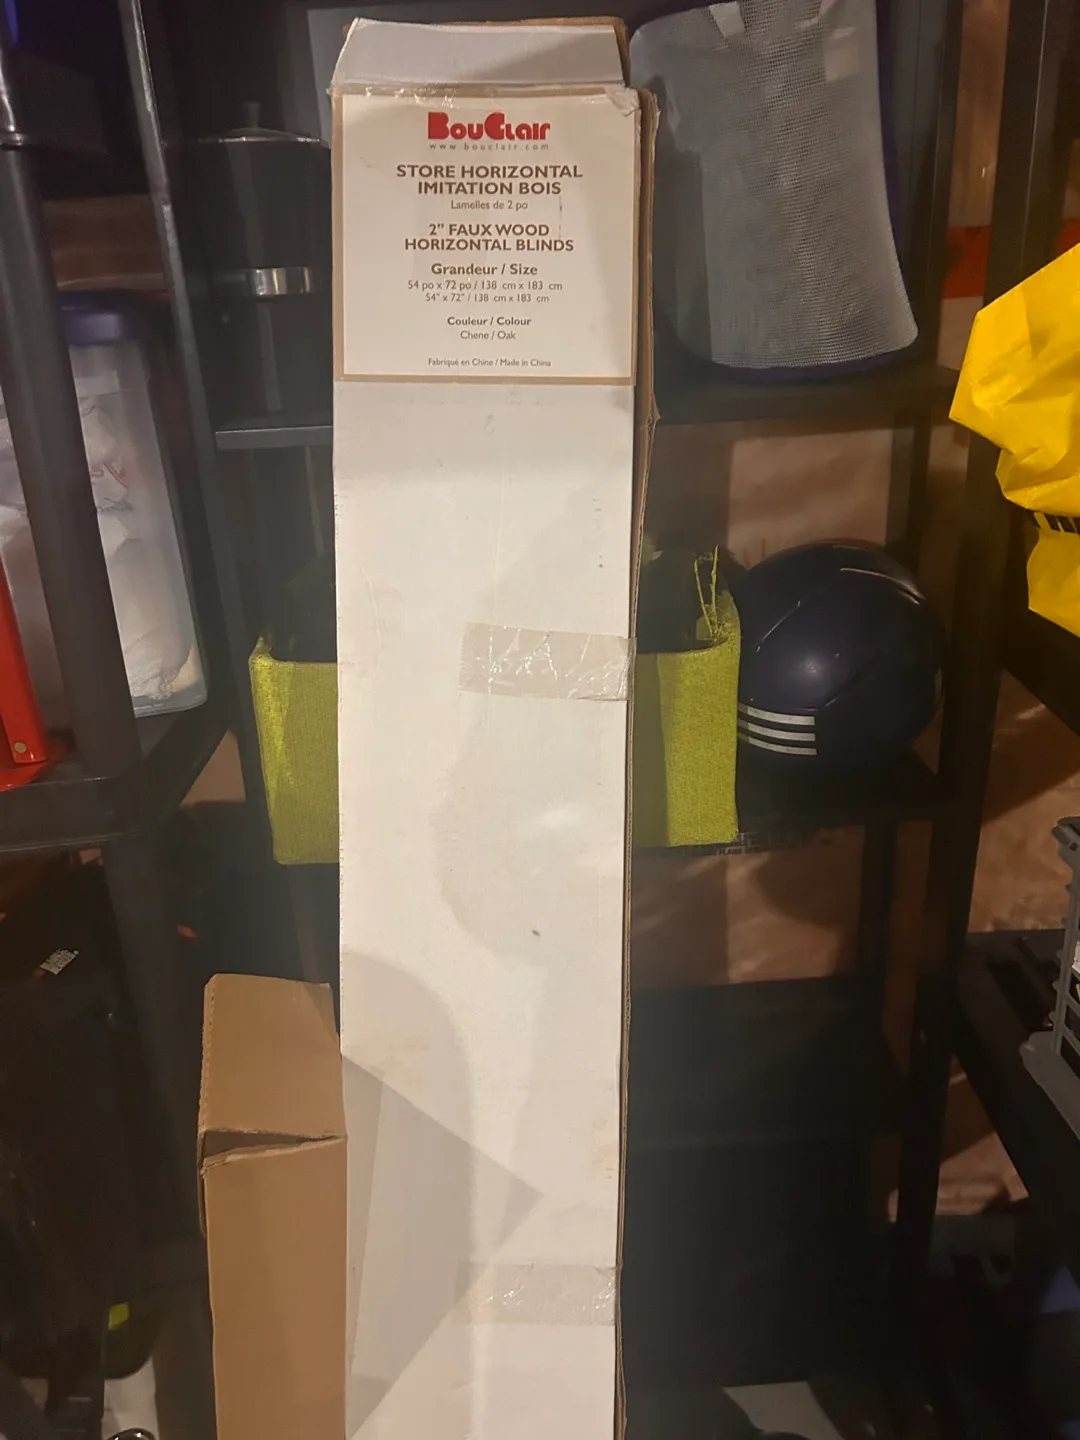 BouClair
www.bouclair.com
STORE HORIZONTAL
IMITATION BOIS
Lamelles de 2 po
2" FAUX WOOD
HORIZONTAL BLINDS
Grandeur / Size
54 po x 72 po / 138 cm x 183 cm
54" x 72" / 138 cm x 183 cm
Couleur / Colour
Chene / Oak
Fabriqué en Chine / Made in China